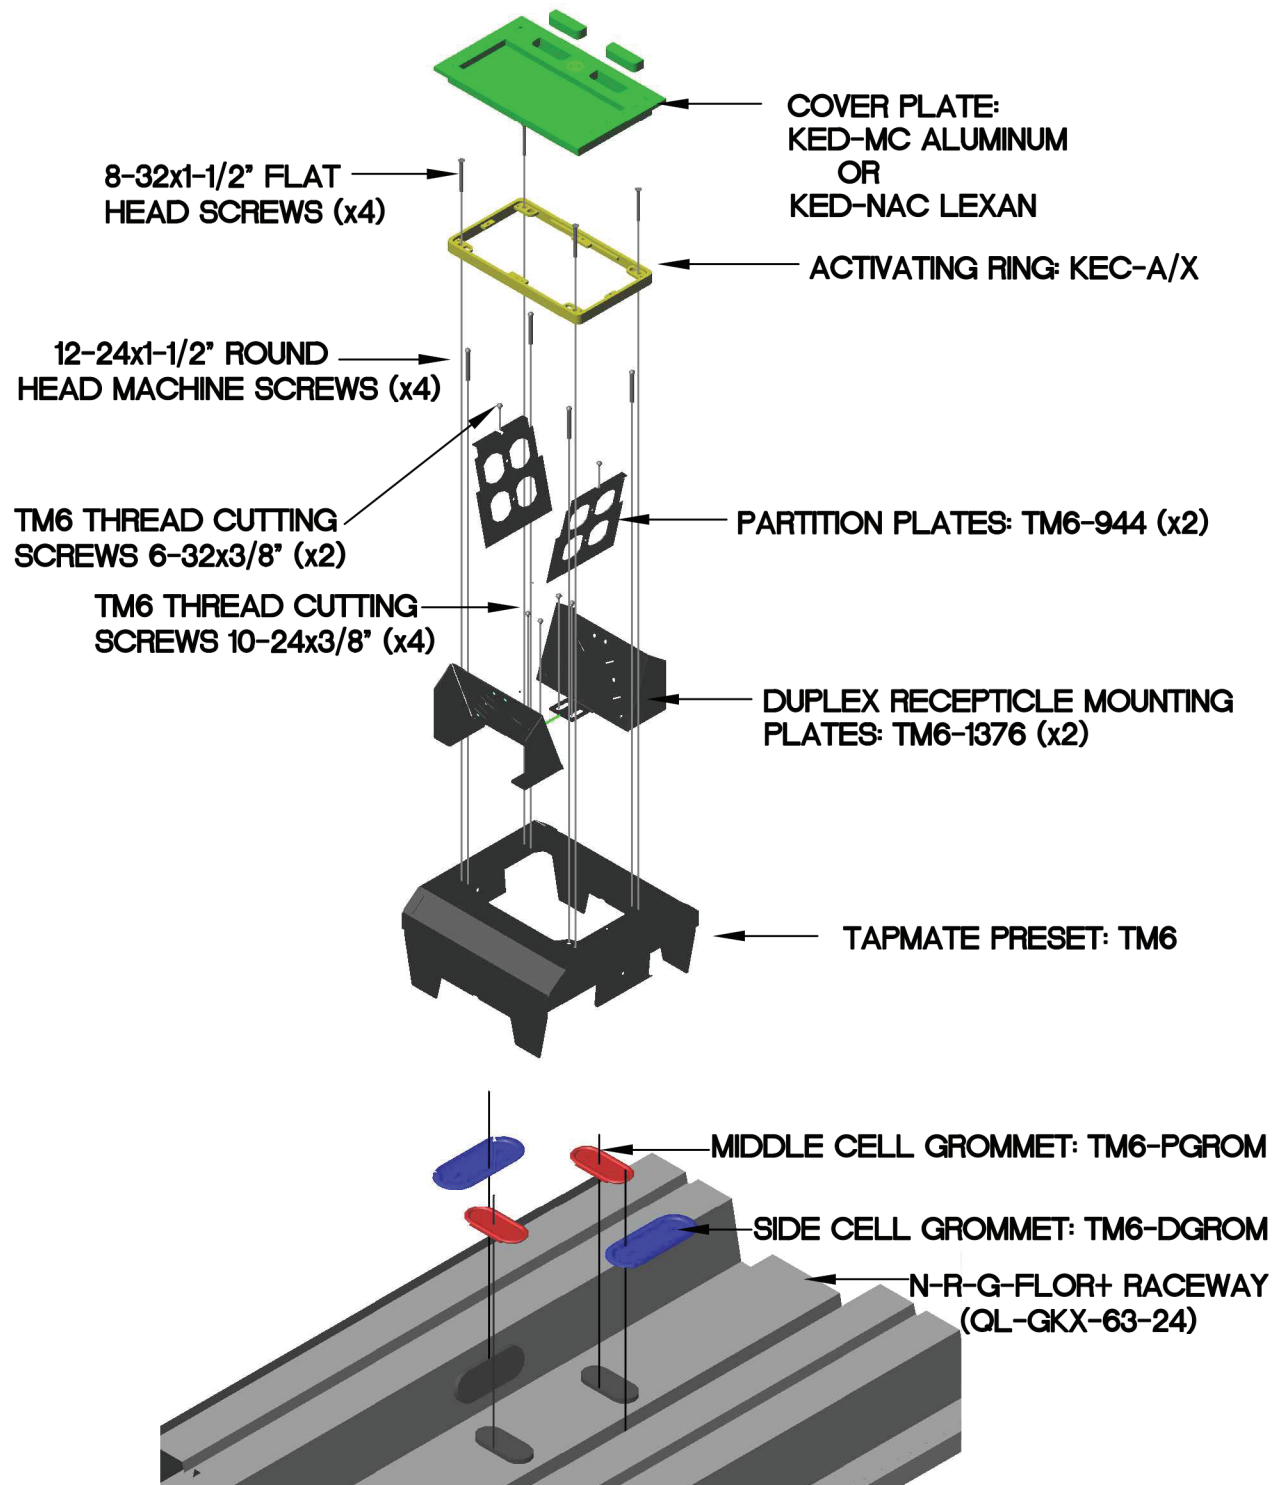 COVER PLATE:
KED-MC ALUMINUM
OR
KED-NAC LEXAN
8-32x1-1/2" FLAT
HEAD SCREWS (x4)
ACTIVATING RING: KEC-A/X
12-24x1-1/2" ROUND
HEAD MACHINE SCREWS (x4)
TM6 THREAD CUTTING
SCREWS 6-32x3/8" (x2)
PARTITION PLATES: TM6-944 (x2)
TM6 THREAD CUTTING
SCREWS 10-24x3/8" (x4)
DUPLEX RECEPTICLE MOUNTING
PLATES: TM6-1376 (x2)
TAPMATE PRESET: TM6
MIDDLE CELL GROMMET: TM6-PGROM
SIDE CELL GROMMET: TM6-DGROM
N-R-G-FLOR+ RACEWAY
(QL-GKX-63-24)